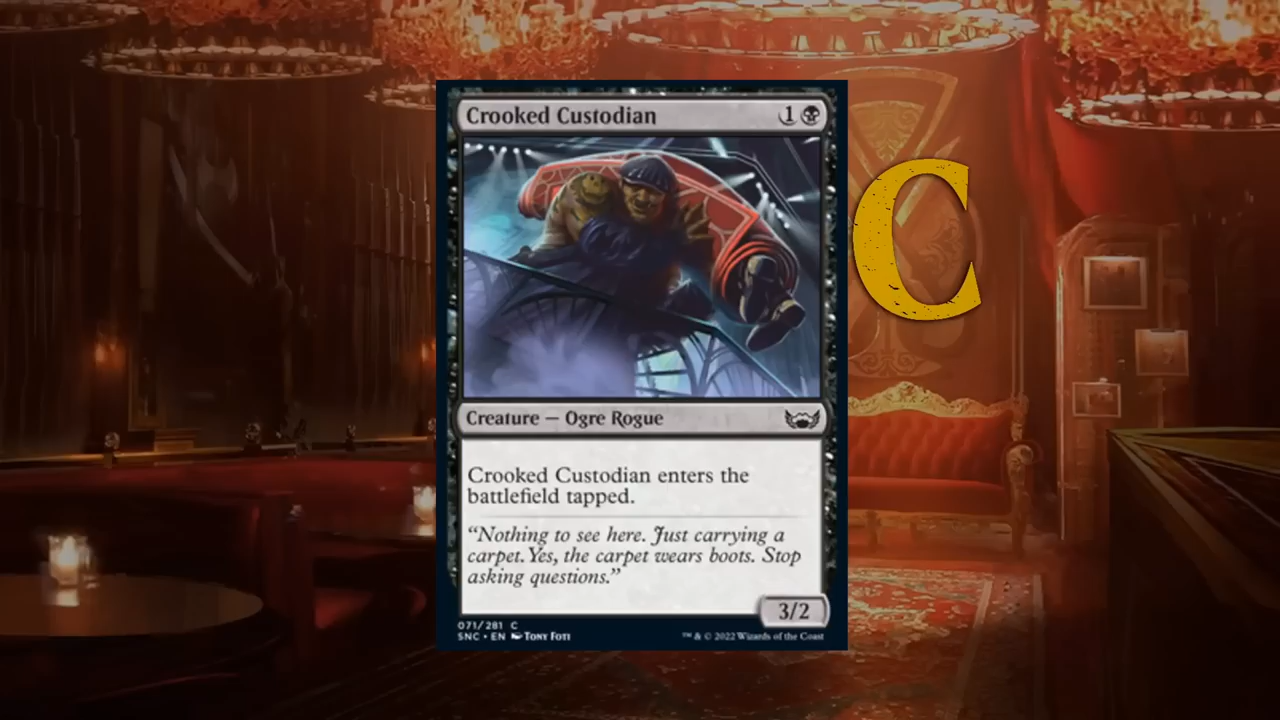 Crooked Custodian 1
C
Creature — Ogre Rogue
Crooked Custodian enters the
battlefield tapped.
“Nothing to see here. Just carrying a
carpet. Yes, the carpet wears boots. Stop
asking questions.”
3/2
071/281 C
SNC • EN Tony Foti
™ & © 2022 Wizards of the Coast